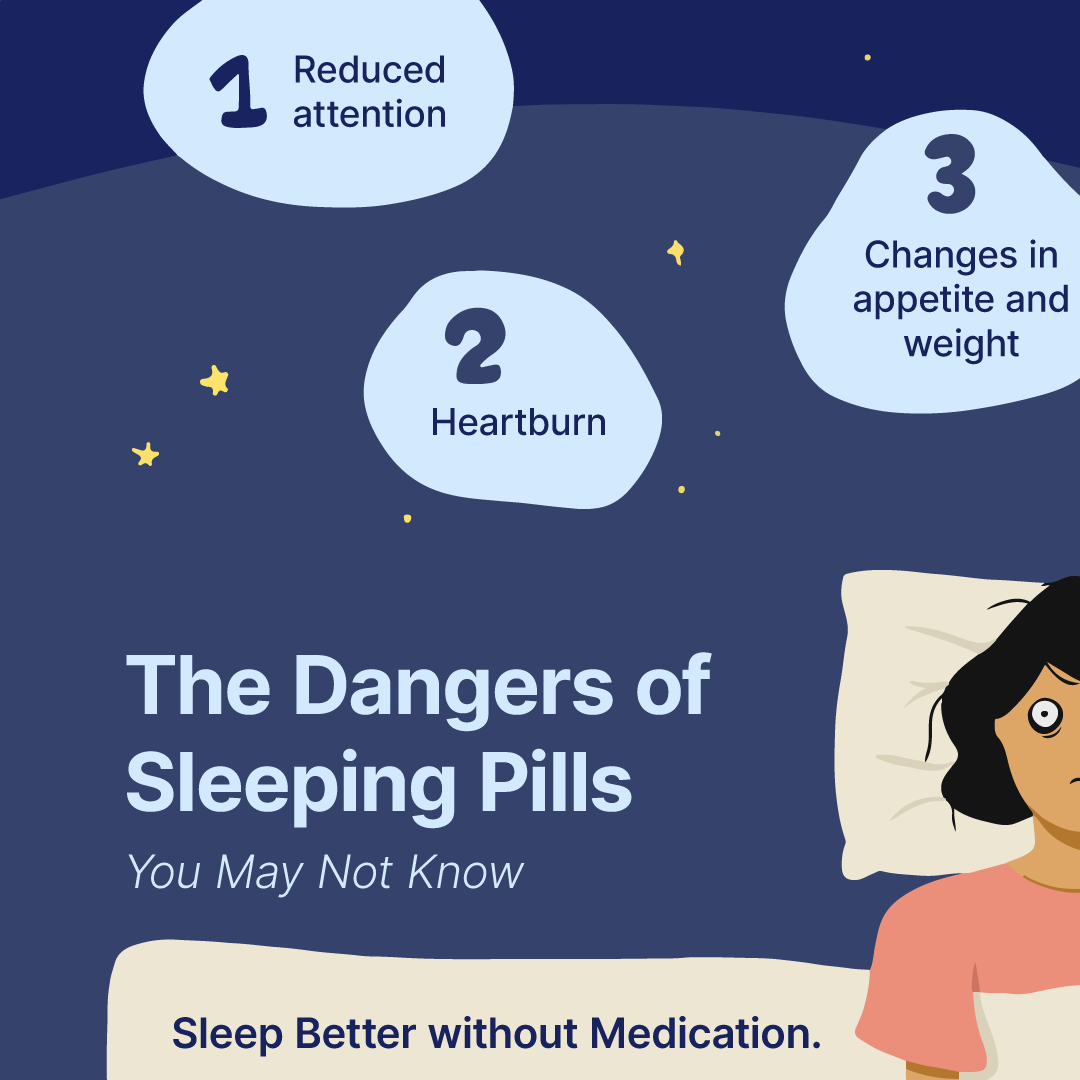 1
Reduced
attention
2
Heartburn
3
Changes in
appetite and
weight
The Dangers of
Sleeping Pills
You May Not Know
Sleep Better without Medication.